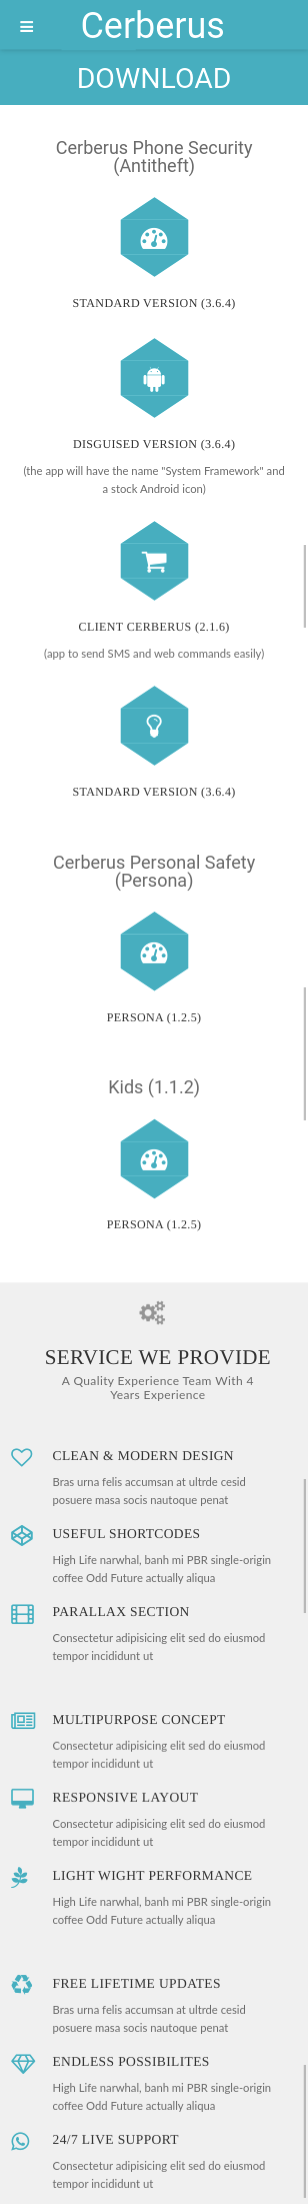 Cerberus
DOWNLOAD
Cerberus Phone Security
(Antitheft)
STANDARD VERSION (3.6.4)
DISGUISED VERSION (3.6.4)
(the app will have the name "System Framework" and
a stock Android icon)
CLIENT CERBERUS (2.1.6)
(app to send SMS and web commands easily)
STANDARD VERSION (3.6.4)
Cerberus Personal Safety
(Persona)
PERSONA (1.2.5)
Kids (1.1.2)
PERSONA (1.2.5)
SERVICE WE PROVIDE
A Quality Experience Team With 4
Years Experience
CLEAN & MODERN DESIGN
Bras urna felis accumsan at ultrde cesid
posuere masa socis nautoque penat
USEFUL SHORTCODES
High Life narwhal, banh mi PBR single-origin
coffee Odd Future actually aliqua
PARALLAX SECTION
Consectetur adipisicing elit sed do eiusmod
tempor incididunt ut
MULTIPURPOSE CONCEPT
Consectetur adipisicing elit sed do eiusmod
tempor incididunt ut
RESPONSIVE LAYOUT
Consectetur adipisicing elit sed do eiusmod
tempor incididunt ut
LIGHT WIGHT PERFORMANCE
High Life narwhal, banh mi PBR single-origin
coffee Odd Future actually aliqua
FREE LIFETIME UPDATES
Bras urna felis accumsan at ultrde cesid
posuere masa socis nautoque penat
ENDLESS POSSIBILITES
High Life narwhal, banh mi PBR single-origin
coffee Odd Future actually aliqua
24/7 LIVE SUPPORT
Consectetur adipisicing elit sed do eiusmod
tempor incididunt ut